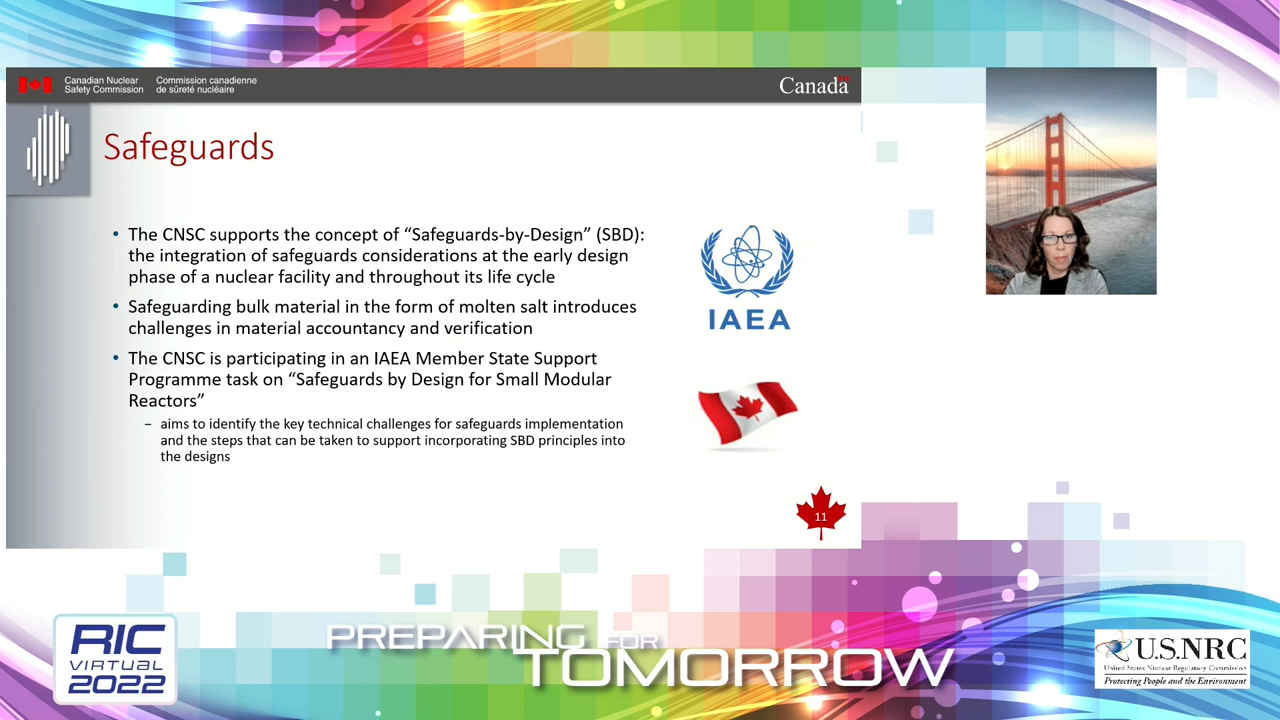 Canadian Nuclear
Safety Commission
Commission canadienne
de sûreté nucléaire
Canada
Safeguards
• The CNSC supports the concept of “Safeguards-by-Design” (SBD):
the integration of safeguards considerations at the early design
phase of a nuclear facility and throughout its life cycle
• Safeguarding bulk material in the form of molten salt introduces
challenges in material accountancy and verification
• The CNSC is participating in an IAEA Member State Support
Programme task on “Safeguards by Design for Small Modular
Reactors”
– aims to identify the key technical challenges for safeguards implementation
and the steps that can be taken to support incorporating SBD principles into
the designs
IAEA
11
RIC
VIRTUAL
2022
PREPARING FOR
TOMORROW
U.S.NRC
United States Nuclear Regulatory Commission
Protecting People and the Environment